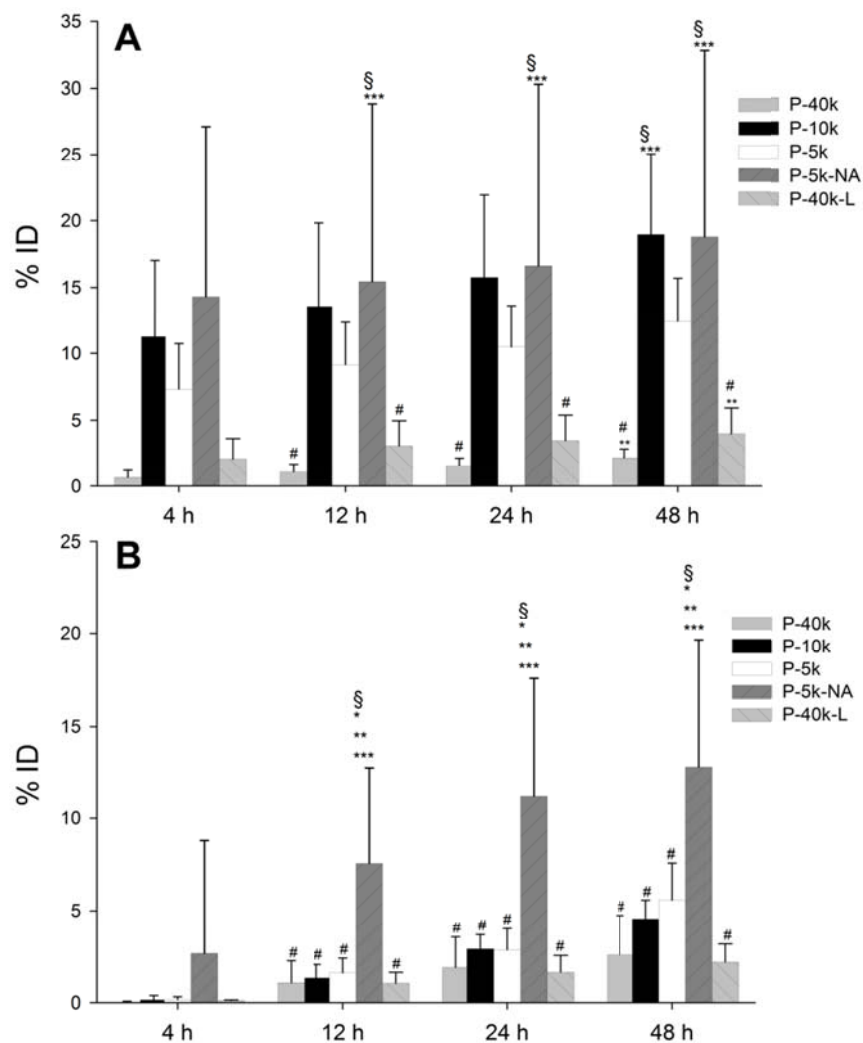 A
% ID
35
30
25
20
15
10
5
0
§
***
§
***
§
***
§
***
#
#
#
#
#
**
#
**
4 h
12 h
24 h
48 h
P-40k
P-10k
P-5k
P-5k-NA
P-40k-L
B
% ID
25
20
15
10
5
0
§
*
**
***
§
*
**
***
§
*
**
***
#
#
#
#
#
#
#
#
#
#
#
#
4 h
12 h
24 h
48 h
P-40k
P-10k
P-5k
P-5k-NA
P-40k-L